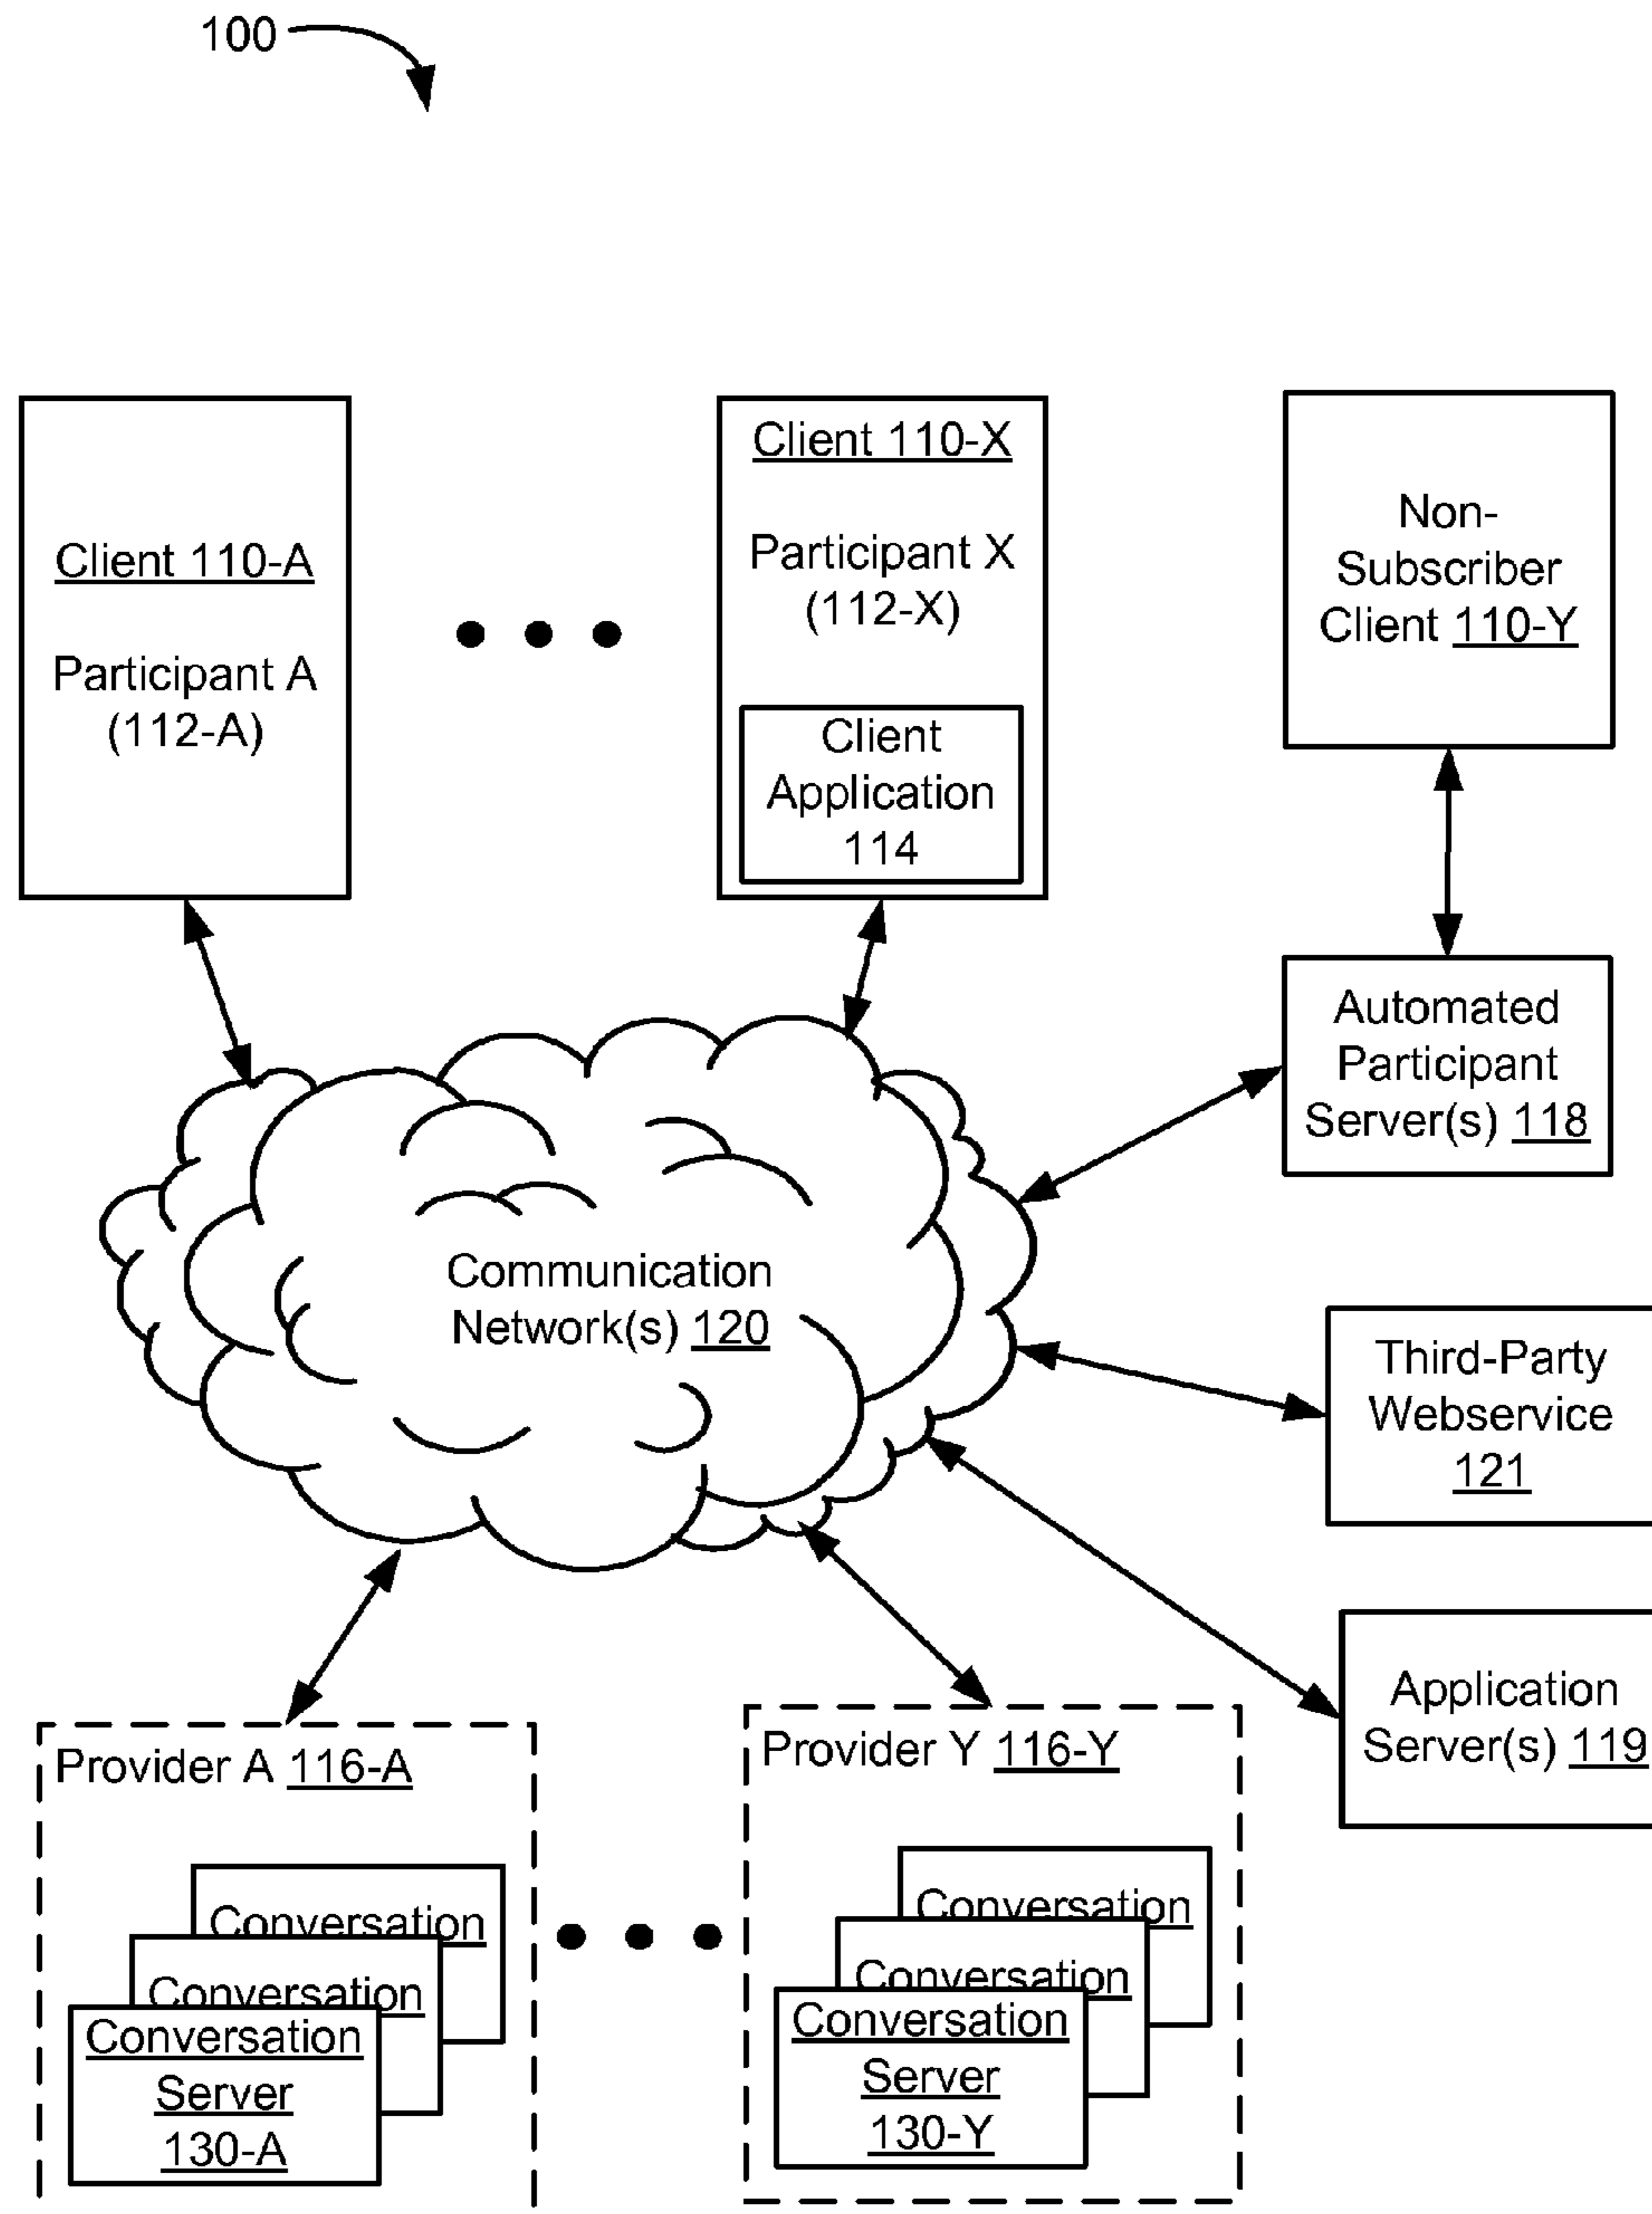 100
Client 110-A
Participant A
(112-A)
Client 110-X
Participant X
(112-X)
Client
Application
114
Non-
Subscriber
Client 110-Y
Automated
Participant
Server(s) 118
Communication
Network(s) 120
Third-Party
Webservice
121
Application
Server(s) 119
Provider A 116-A
Conversation
Conversation
Conversation
Server
130-A
Provider Y 116-Y
Conversation
Conversation
Conversation
Server
130-Y